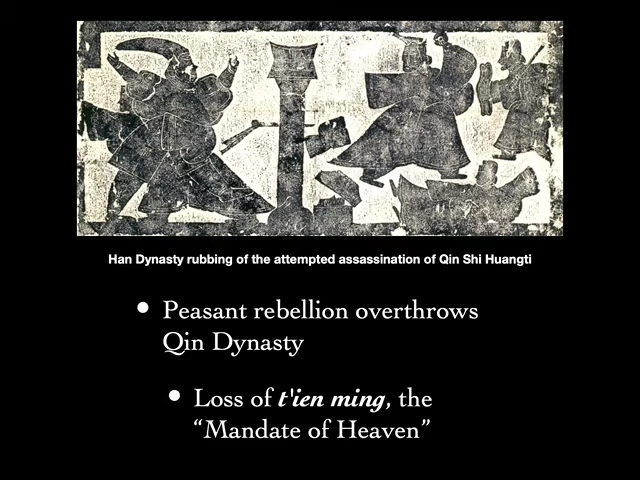 Han Dynasty rubbing of the attempted assassination of Qin Shi Huangti
• Peasant rebellion overthrows
Qin Dynasty
• Loss of t'ien ming, the
“Mandate of Heaven”